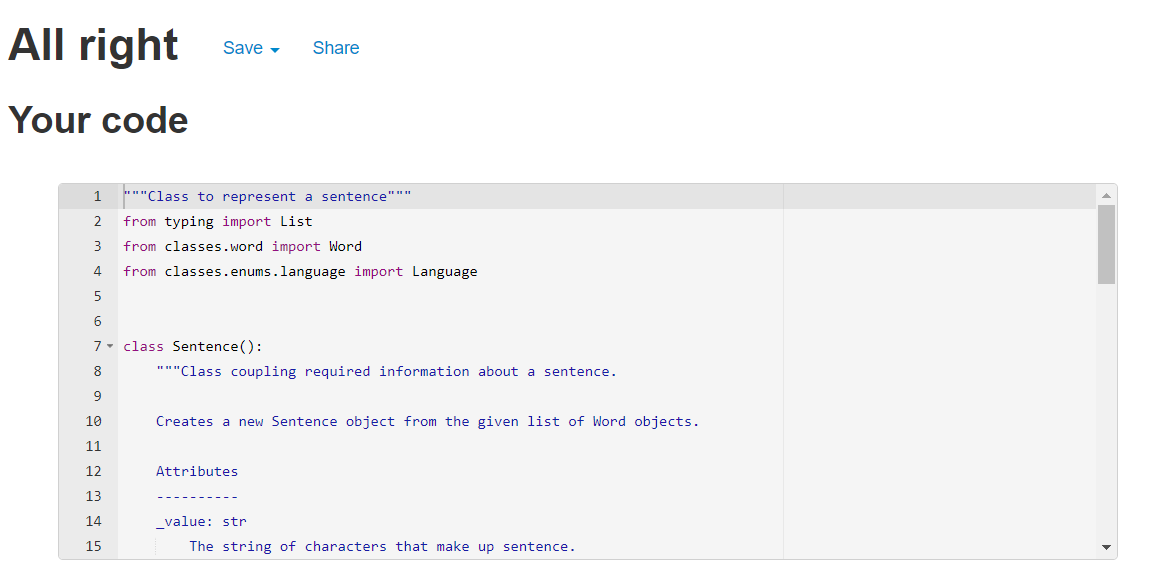 All right Save Share
Your code
1 """Class to represent a sentence"""
2 from typing import List
3 from classes.word import Word
4 from classes.enums.language import Language
5
6
7 class Sentence():
8 """Class coupling required information about a sentence.
9
10 Creates a new Sentence object from the given list of Word objects.
11
12 Attributes
13 ----------
14 _value: str
15 The string of characters that make up sentence.